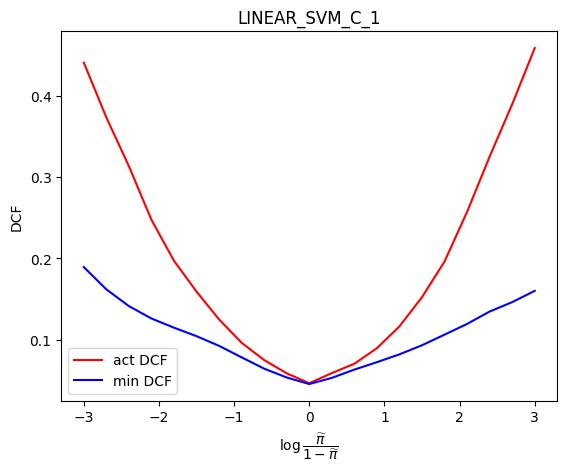 LINEAR_SVM_C_1
DCF
0.4
0.3
0.2
0.1
act DCF
min DCF
−3 −2 −1 0 1 2 3
log π̃ / (1 − π̃)